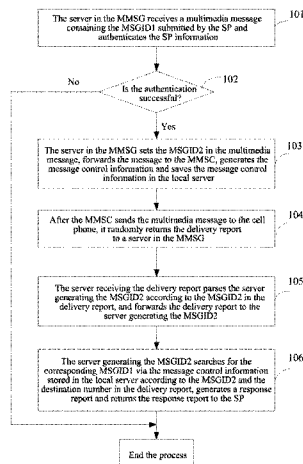 The server in the MMSG receives a multimedia message
containing the MSGID1 submitted by the SP and
authenticates the SP information
101
No
Is the authentication
successful?
102
Yes
The server in the MMSG sets the MSGID2 in the multimedia
message, forwards the message to the MMSC, generates the
message control information and saves the message control
information in the local server
103
After the MMSC sends the multimedia message to the cell
phone, it randomly returns the delivery report
to a server in the MMSG
104
The server receiving the delivery report parses the server
generating the MSGID2 according to the MSGID2 in the
delivery report, and forwards the delivery report to the
server generating the MSGID2
105
The server generating the MSGID2 searches for the
corresponding MSGID1 via the message control information
stored in the local server according to the MSGID2 and the
destination number in the delivery report, generates a response
report and returns the response report to the SP
106
End the process